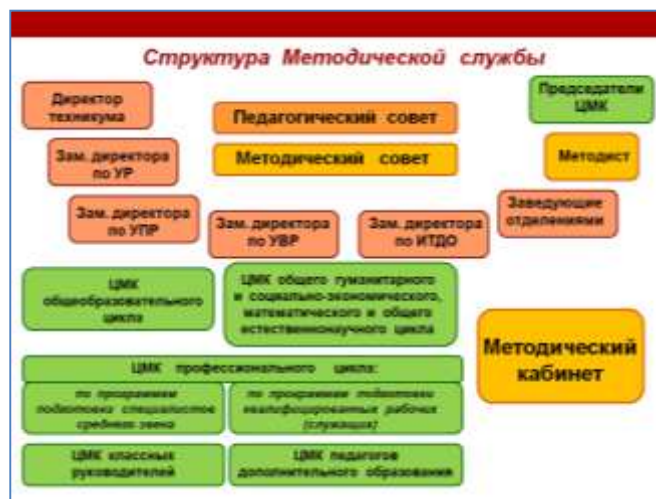 Структура Методической службы
Директор
техникума
Педагогический совет
Председатели
ЦМК
Зам. директора
по УР
Методический совет
Методист
Зам. директора
по УПР
Зам. директора
по УВР
Зам. директора
по ИТДО
Заведующие
отделениями
ЦМК
общеобразовательного
цикла
ЦМК общего гуманитарного
и социально-экономического,
математического и общего
естественнонаучного цикла
Методический
кабинет
ЦМК профессионального цикла:
по программам
подготовки специалистов
среднего звена
по программам подготовки
квалифицированных рабочих
(служащих)
ЦМК классных
руководителей
ЦМК педагогов
дополнительного образования